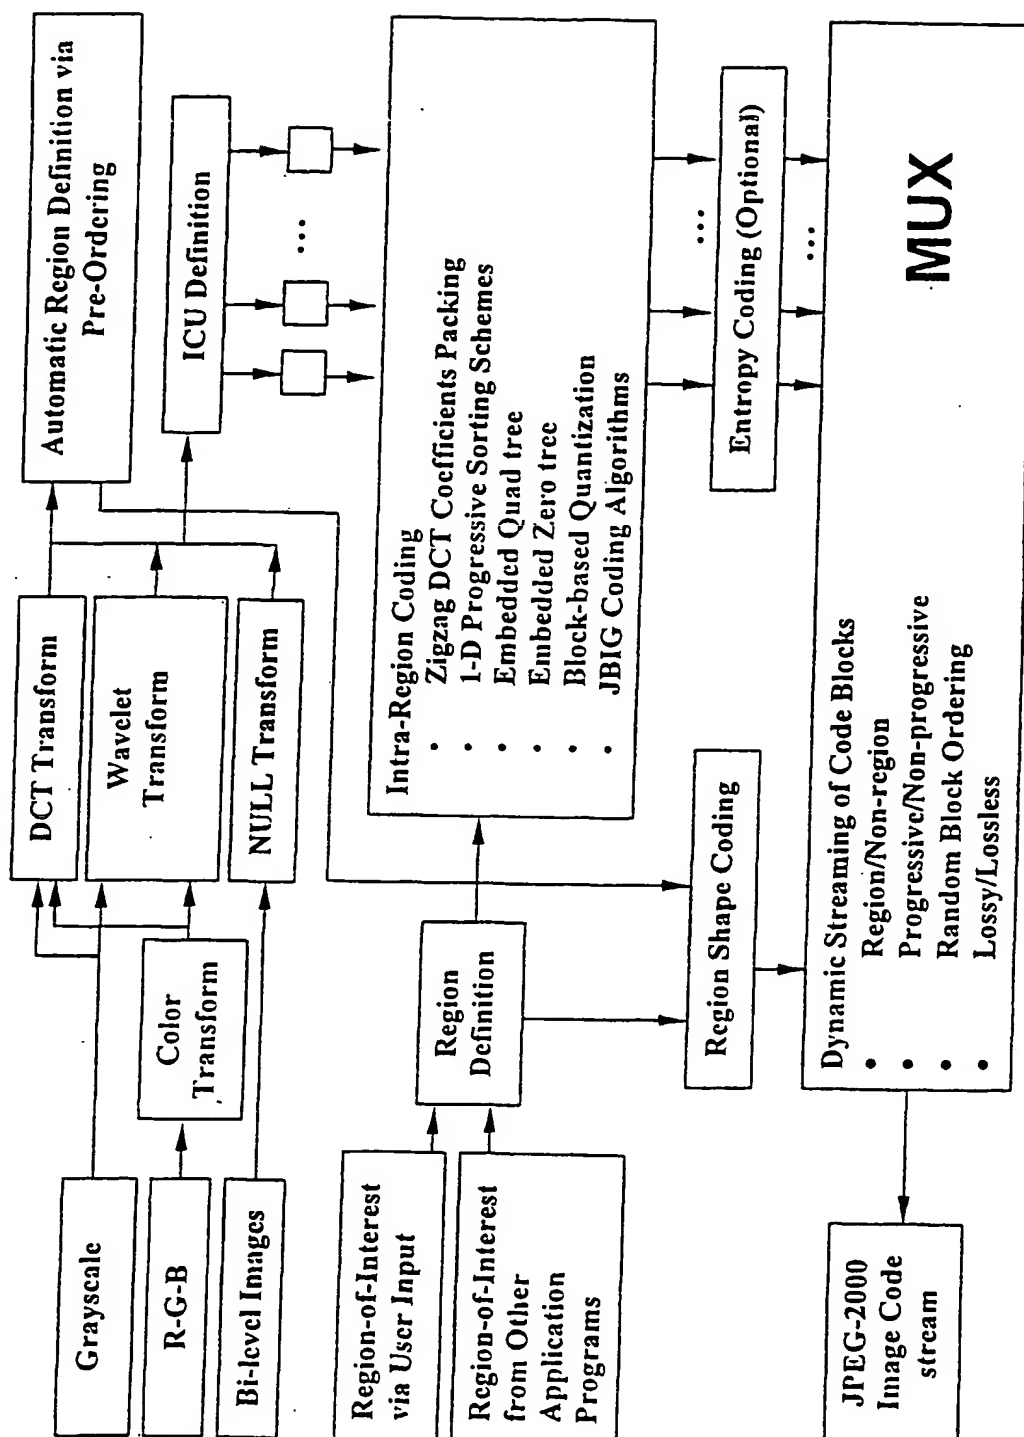 Grayscale
R-G-B
Bi-level Images
Color
Transform
DCT Transform
Wavelet
Transform
NULL Transform
Automatic Region Definition via
Pre-Ordering
ICU Definition
...
Region-of-Interest
via User Input
Region-of-Interest
from Other
Application
Programs
Region
Definition
Intra-Region Coding
• Zigzag DCT Coefficients Packing
• 1-D Progressive Sorting Schemes
• Embedded Quad tree
• Embedded Zero tree
• Block-based Quantization
• JBIG Coding Algorithms
...
Region Shape Coding
Entropy Coding (Optional)
...
Dynamic Streaming of Code Blocks
• Region/Non-region
• Progressive/Non-progressive
• Random Block Ordering
• Lossy/Lossless
MUX
JPEG-2000
Image Code
stream